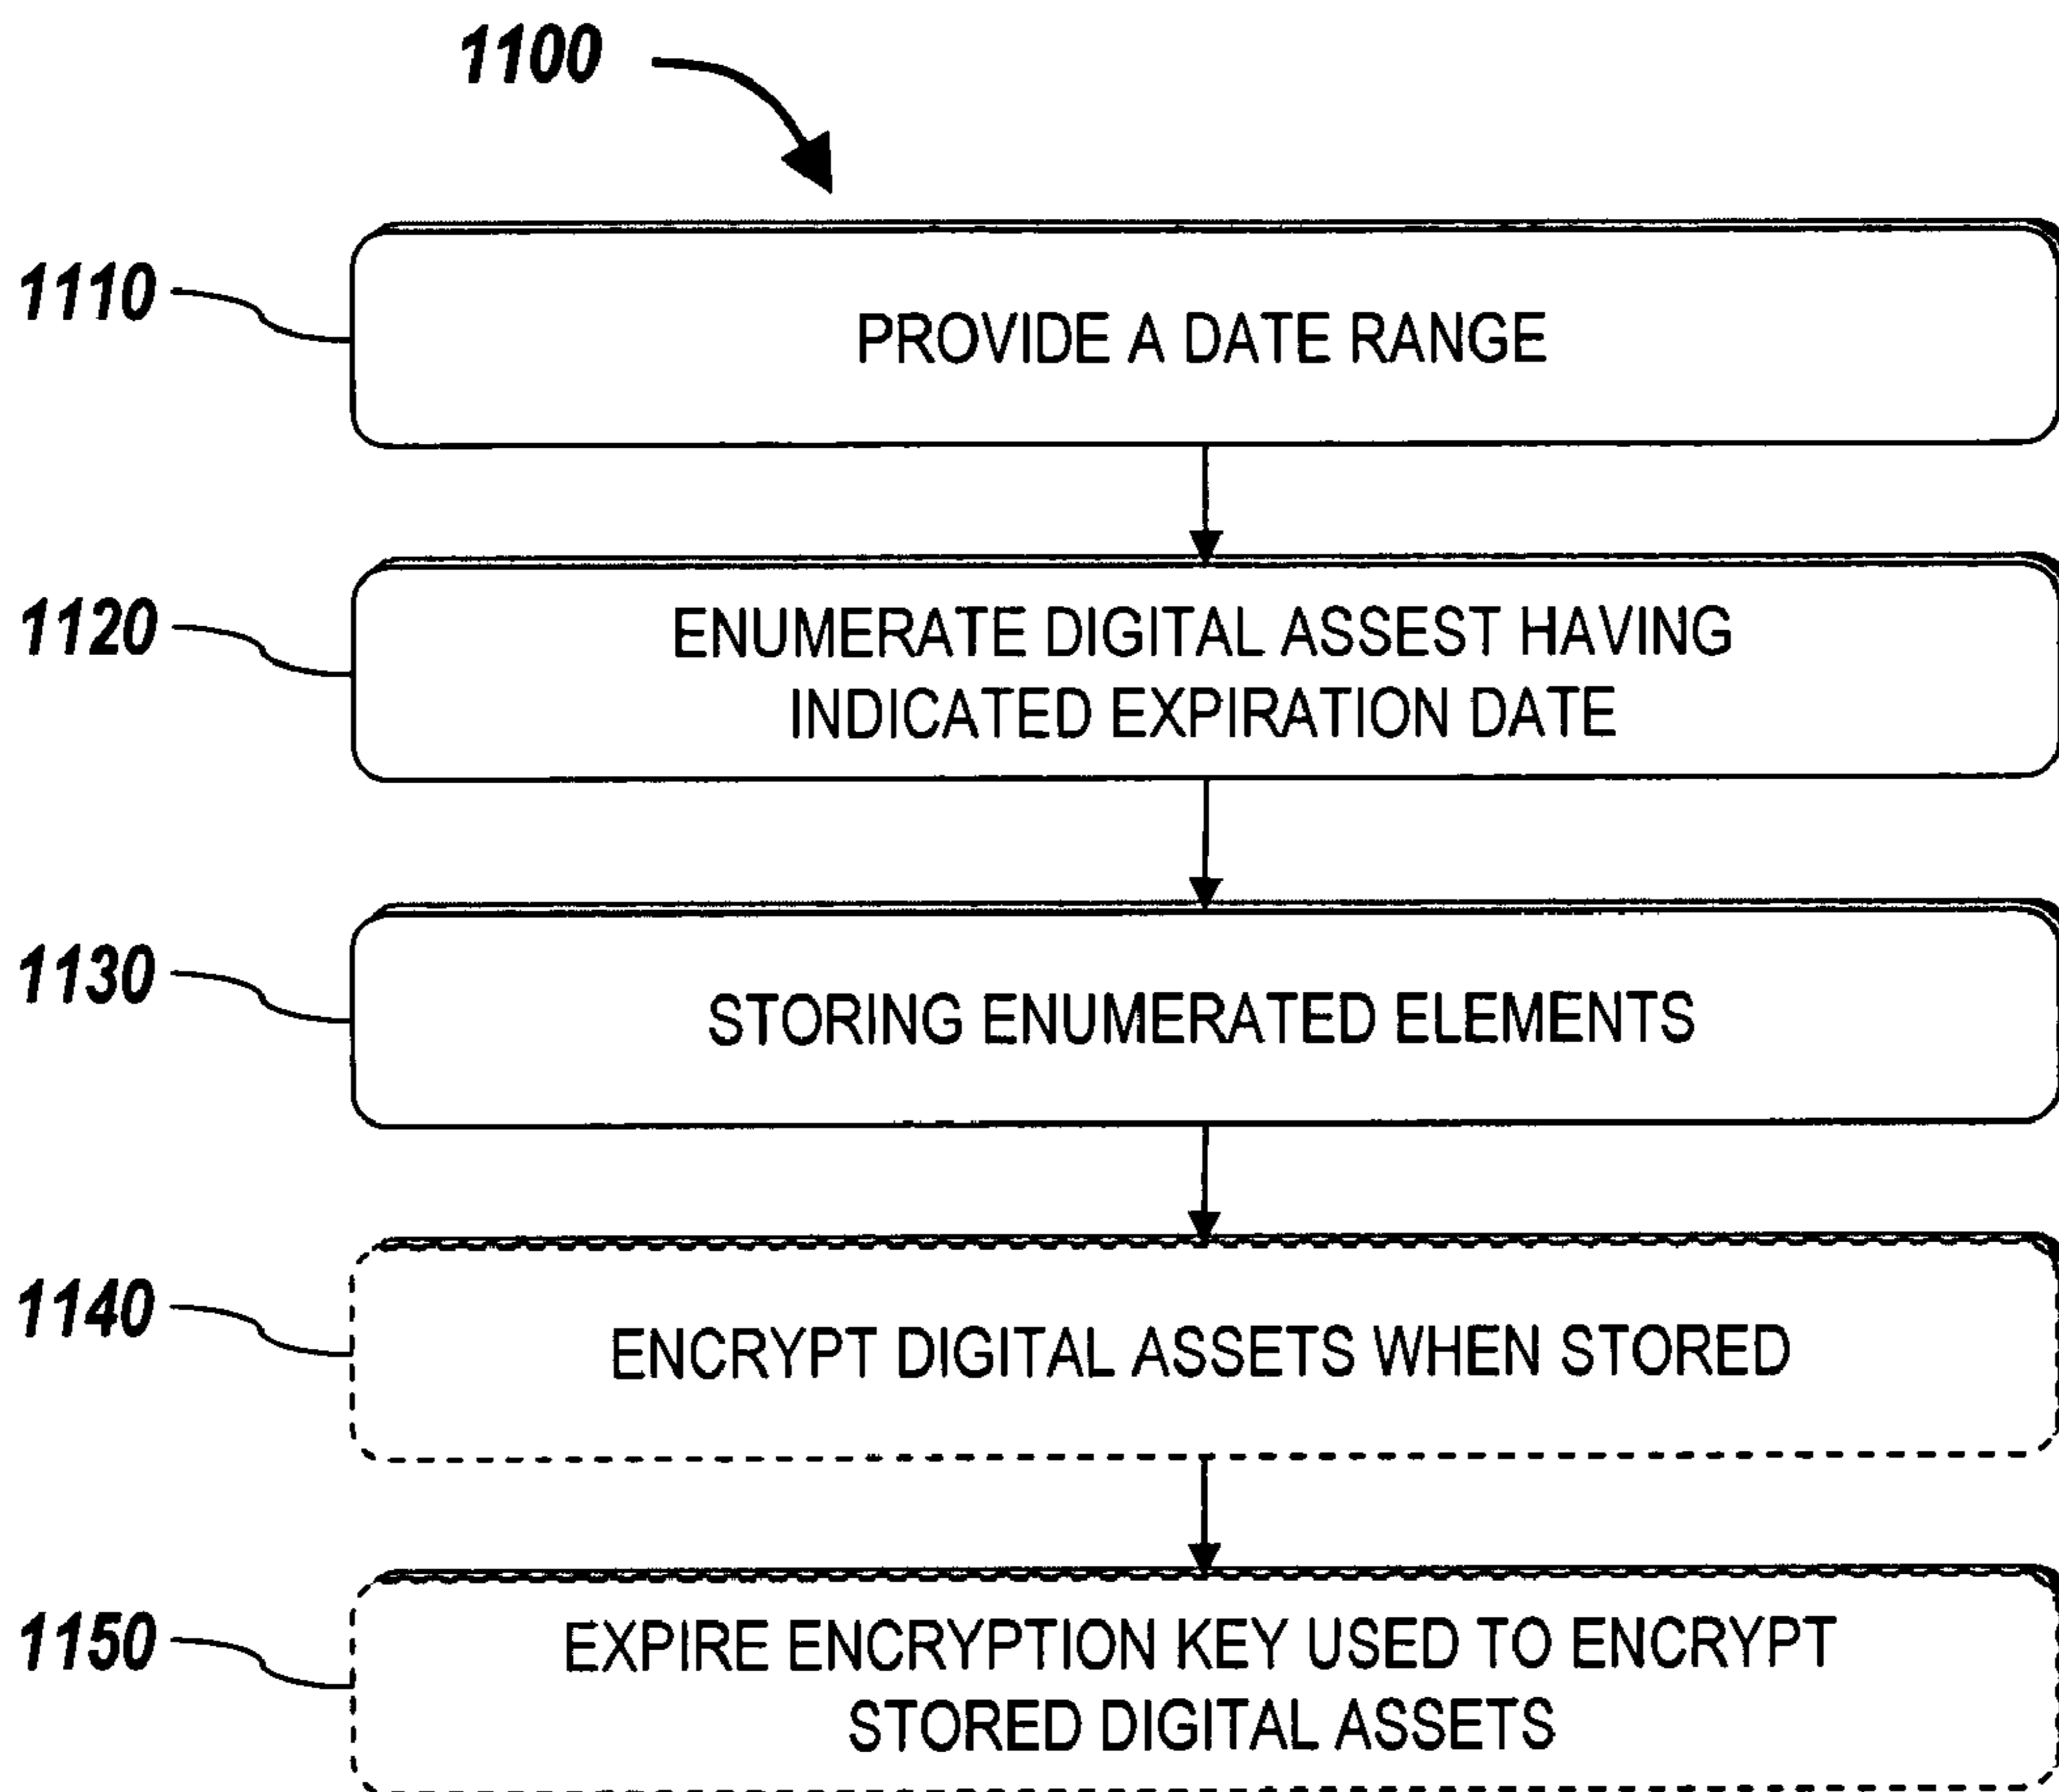 1100
1110
PROVIDE A DATE RANGE
1120
ENUMERATE DIGITAL ASSEST HAVING
INDICATED EXPIRATION DATE
1130
STORING ENUMERATED ELEMENTS
1140
ENCRYPT DIGITAL ASSETS WHEN STORED
1150
EXPIRE ENCRYPTION KEY USED TO ENCRYPT
STORED DIGITAL ASSETS